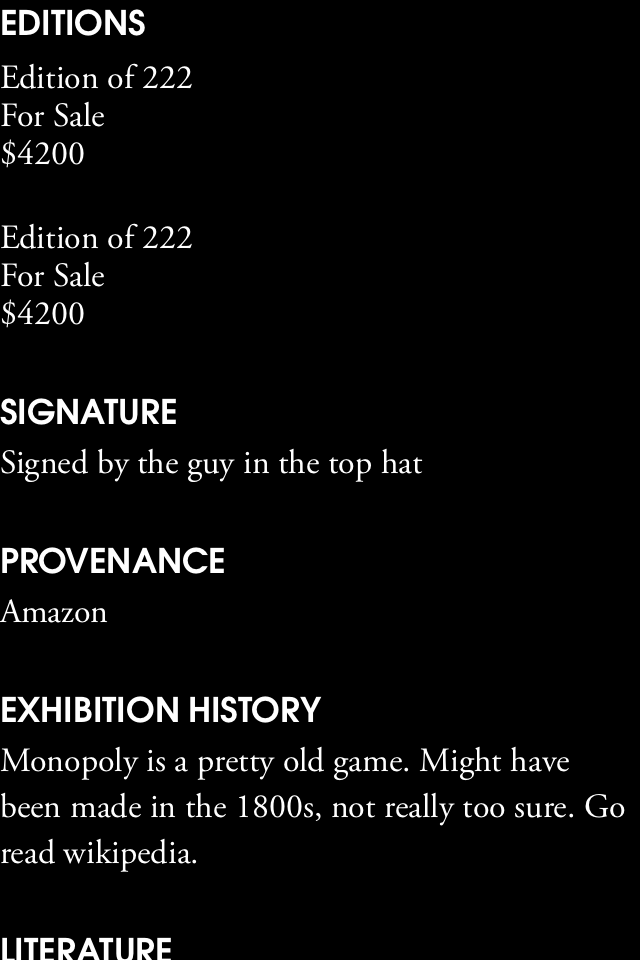 EDITIONS
Edition of 222
For Sale
$4200
Edition of 222
For Sale
$4200
SIGNATURE
Signed by the guy in the top hat
PROVENANCE
Amazon
EXHIBITION HISTORY
Monopoly is a pretty old game. Might have
been made in the 1800s, not really too sure. Go
read wikipedia.
LITERATURE